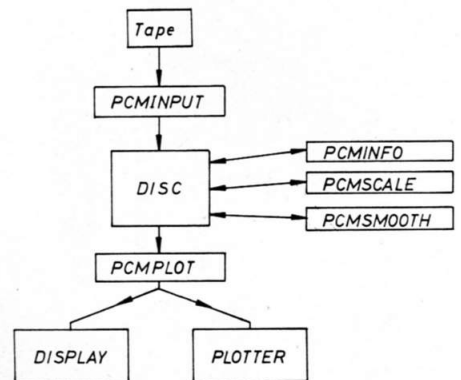 Tape
PCMINPUT
DISC
PCMINFO
PCMSCALE
PCMSMOOTH
PCMPLOT
DISPLAY
PLOTTER